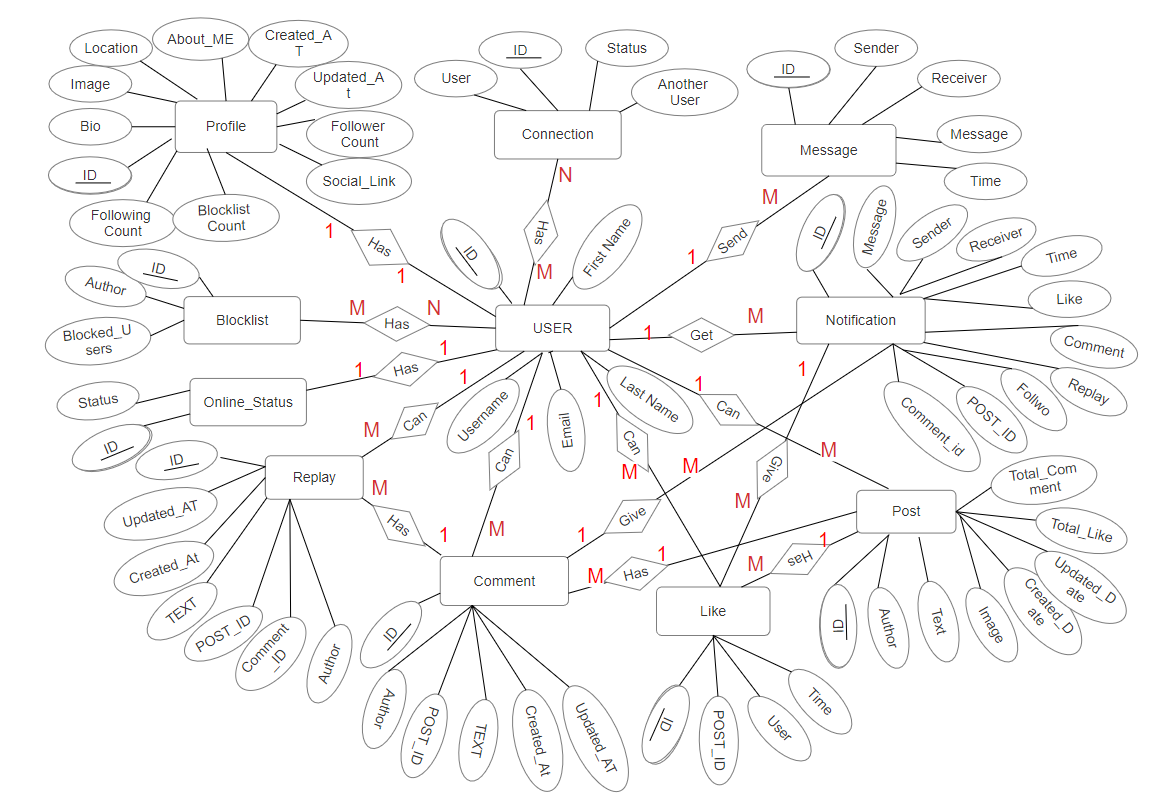 Location
About_ME
Created_A
T
Image
Updated_A
t
Bio
Profile
Follower
Count
ID
Social_Link
Following
Count
Blocklist
Count
ID
Status
User
Another
User
Connection
Sender
ID
Receiver
Message
Message
Time
N
M
1
Has
1
Has
M
ID
First Name
Send
1
ID
Message
Sender
Receiver
Time
Like
Comment
Replay
Follwo
POST_ID
Comment_id
Notification
ID
Author
Blocked_U
sers
Blocklist
M
N
Has
USER
1
Get
M
1
Has
1
1
Status
Online_Status
ID
Can
M
Username
Can
1
Email
1
Can
Last Name
1
Can
M
1
Give
M
M
M
ID
Replay
Updated_AT
Created_At
TEXT
POST_ID
Comment
_ID
Author
M
Has
1
M
1
Give
Comment
M
Has
1
M
Has
1
Post
Total_Com
ment
Total_Like
Updated_D
ate
Created_D
ate
Image
Text
Author
ID
Like
ID
Author
POST_ID
TEXT
Created_At
Updated_AT
ID
POST_ID
User
Time